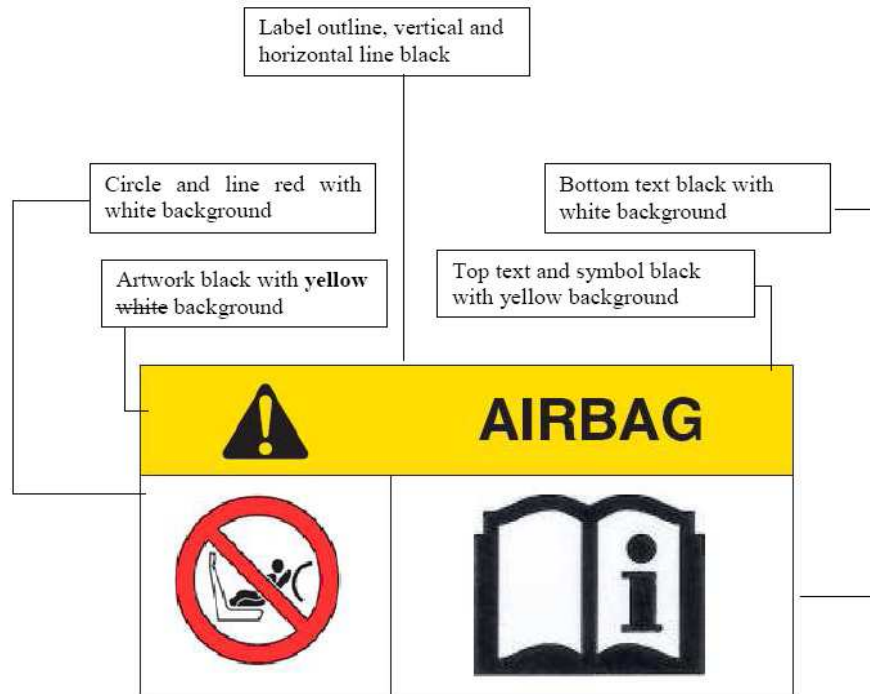 Label outline, vertical and
horizontal line black
Circle and line red with
white background
Bottom text black with
white background
Artwork black with yellow
white background
Top text and symbol black
with yellow background
AIRBAG
i